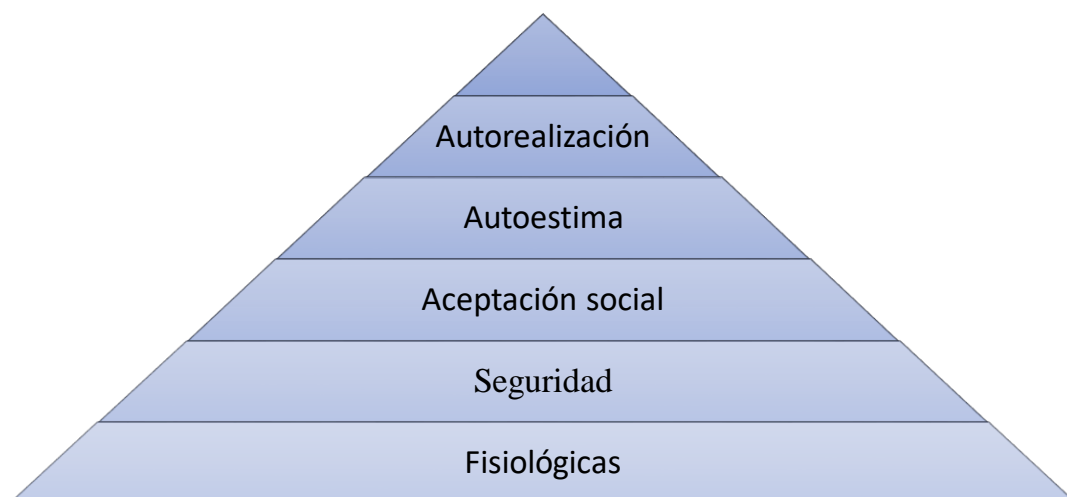 Autorealización
Autoestima
Aceptación social
Seguridad
Fisiológicas